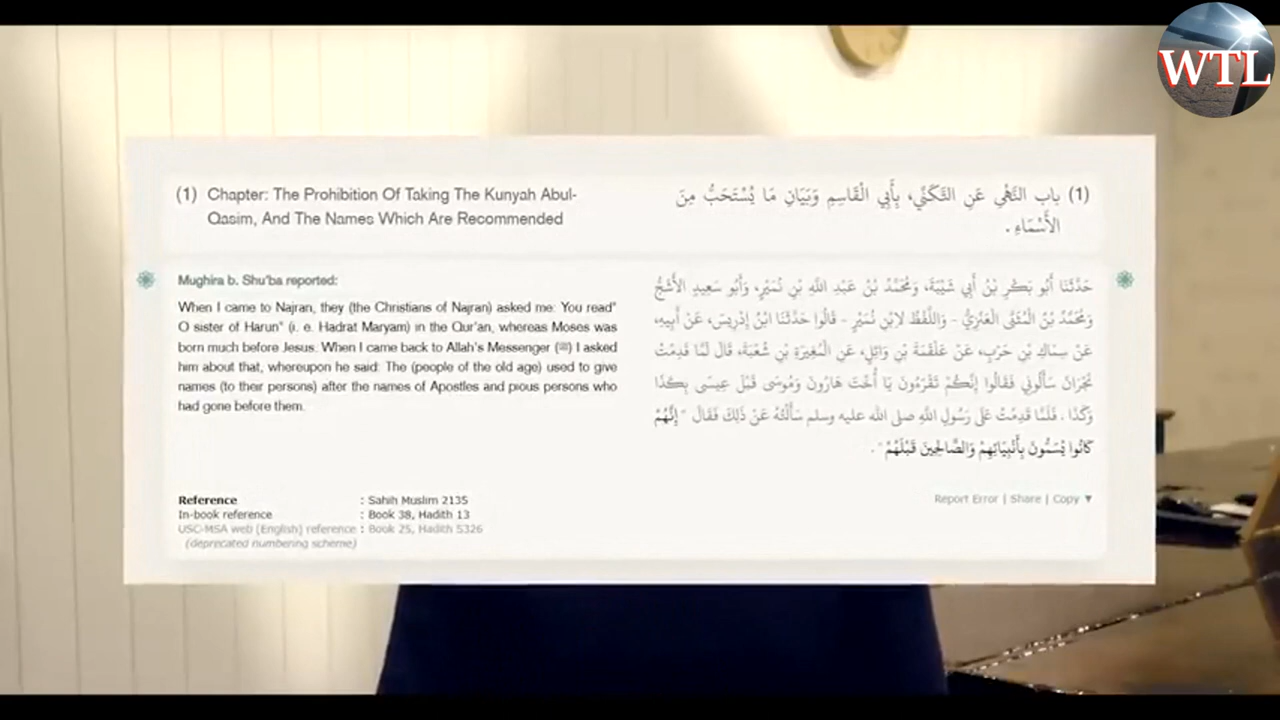 WTL
(1) Chapter: The Prohibition Of Taking The Kunyah Abul-
Qasim, And The Names Which Are Recommended
(1) باب النَّهْىِ عَنِ التَّكَنِّي، بِأَبِي الْقَاسِمِ وَبَيَانِ مَا يُسْتَحَبُّ مِنَ
الأَسْمَاءِ .
Mughira b. Shu'ba reported:
When I came to Najran, they (the Christians of Najran) asked me: You read"
O sister of Harun" (i. e. Hadrat Maryam) in the Qur'an, whereas Moses was
born much before Jesus. When I came back to Allah's Messenger (ﷺ) I asked
him about that, whereupon he said: The (people of the old age) used to give
names (to their persons) after the names of Apostles and pious persons who
had gone before them.
حَدَّثَنَا أَبُو بَكْرِ بْنُ أَبِي شَيْبَةَ، وَمُحَمَّدُ بْنُ عَبْدِ اللَّهِ بْنِ نُمَيْرٍ، وَأَبُو سَعِيدٍ الأَشَجُّ
وَمُحَمَّدُ بْنُ الْمُثَنَّى الْعَنَزِيُّ - وَاللَّفْظُ لاِبْنِ نُمَيْرٍ - قَالُوا حَدَّثَنَا ابْنُ إِدْرِيسَ، عَنْ أَبِيهِ،
عَنْ سِمَاكِ بْنِ حَرْبٍ، عَنْ عَلْقَمَةَ بْنِ وَائِلٍ، عَنِ الْمُغِيرَةِ بْنِ شُعْبَةَ، قَالَ لَمَّا قَدِمْتُ
نَجْرَانَ سَأَلُونِي فَقَالُوا إِنَّكُمْ تَقْرَءُونَ يَا أُخْتَ هَارُونَ وَمُوسَى قَبْلَ عِيسَى بِكَذَا
وَكَذَا . فَلَمَّا قَدِمْتُ عَلَى رَسُولِ اللَّهِ صلى الله عليه وسلم سَأَلْتُهُ عَنْ ذَلِكَ فَقَالَ " إِنَّهُمْ
كَانُوا يُسَمُّونَ بِأَنْبِيَائِهِمْ وَالصَّالِحِينَ قَبْلَهُمْ " .
Reference : Sahih Muslim 2135
In-book reference : Book 38, Hadith 13
USC-MSA web (English) reference : Book 25, Hadith 5326
(deprecated numbering scheme)
Report Error | Share | Copy ▼